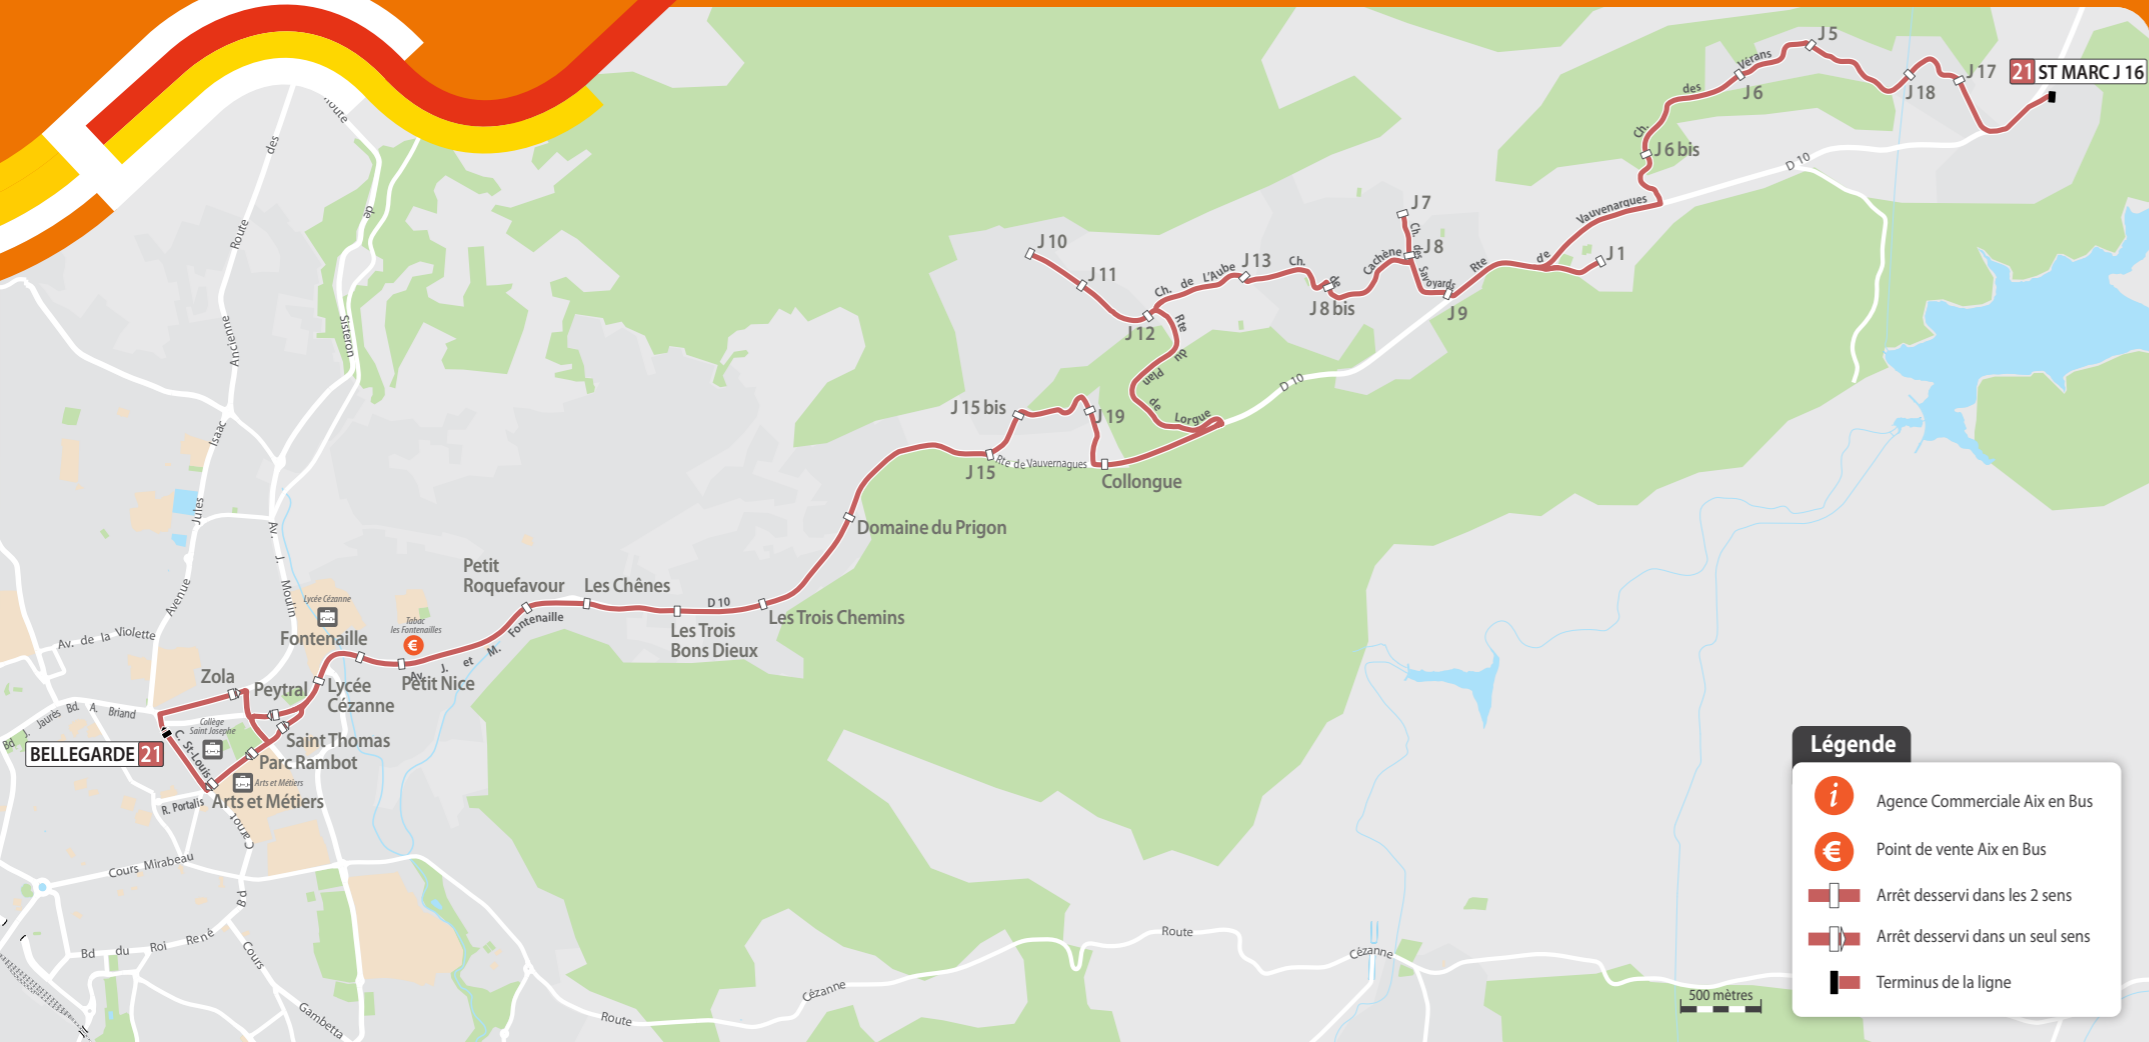 J 5
Vérans
J 17
21 ST MARC J 16
des
J 6
J 18
Ch.
J 6 bis
D 10
oute
des
de
Route
Ancienne
Sisteron
Isaac
Jules
Avenue
Av. J. Moulin
J 7
Ch. des Savoyards
J 8
J 10
J 11
J 12
Ch. de L'Aube
J 13
Ch. de Cachène
J 8 bis
J 9
Rte de Vauvenargues
J 1
Rte du Plan de Lorgue
D 10
J 15 bis
J 19
J 15
Rte de Vauvernagues
Collongue
Domaine du Prigon
Petit
Roquefavour
Les Chênes
D 10
Les Trois Chemins
Les Trois
Bons Dieux
Av. J. et M. Fontenaille
Lycée Cézanne
Fontenaille
Tabac
les Fontenailles
€
Petit Nice
Av. de la Violette
Zola
Peytral
Lycée
Cézanne
Bd J. Jaurès
Bd A. Briand
Collège
Saint Josephe
C. St-Louis
Saint Thomas
BELLEGARDE 21
Parc Rambot
Arts et Métiers
R. Portalis
Arts et Métiers
Bd Carnot
Cours Mirabeau
Bd du Roi René
Cours Gambetta
Route
Cézanne
Route
Cézanne
500 mètres
Légende
i Agence Commerciale Aix en Bus
€ Point de vente Aix en Bus
Arrêt desservi dans les 2 sens
Arrêt desservi dans un seul sens
Terminus de la ligne